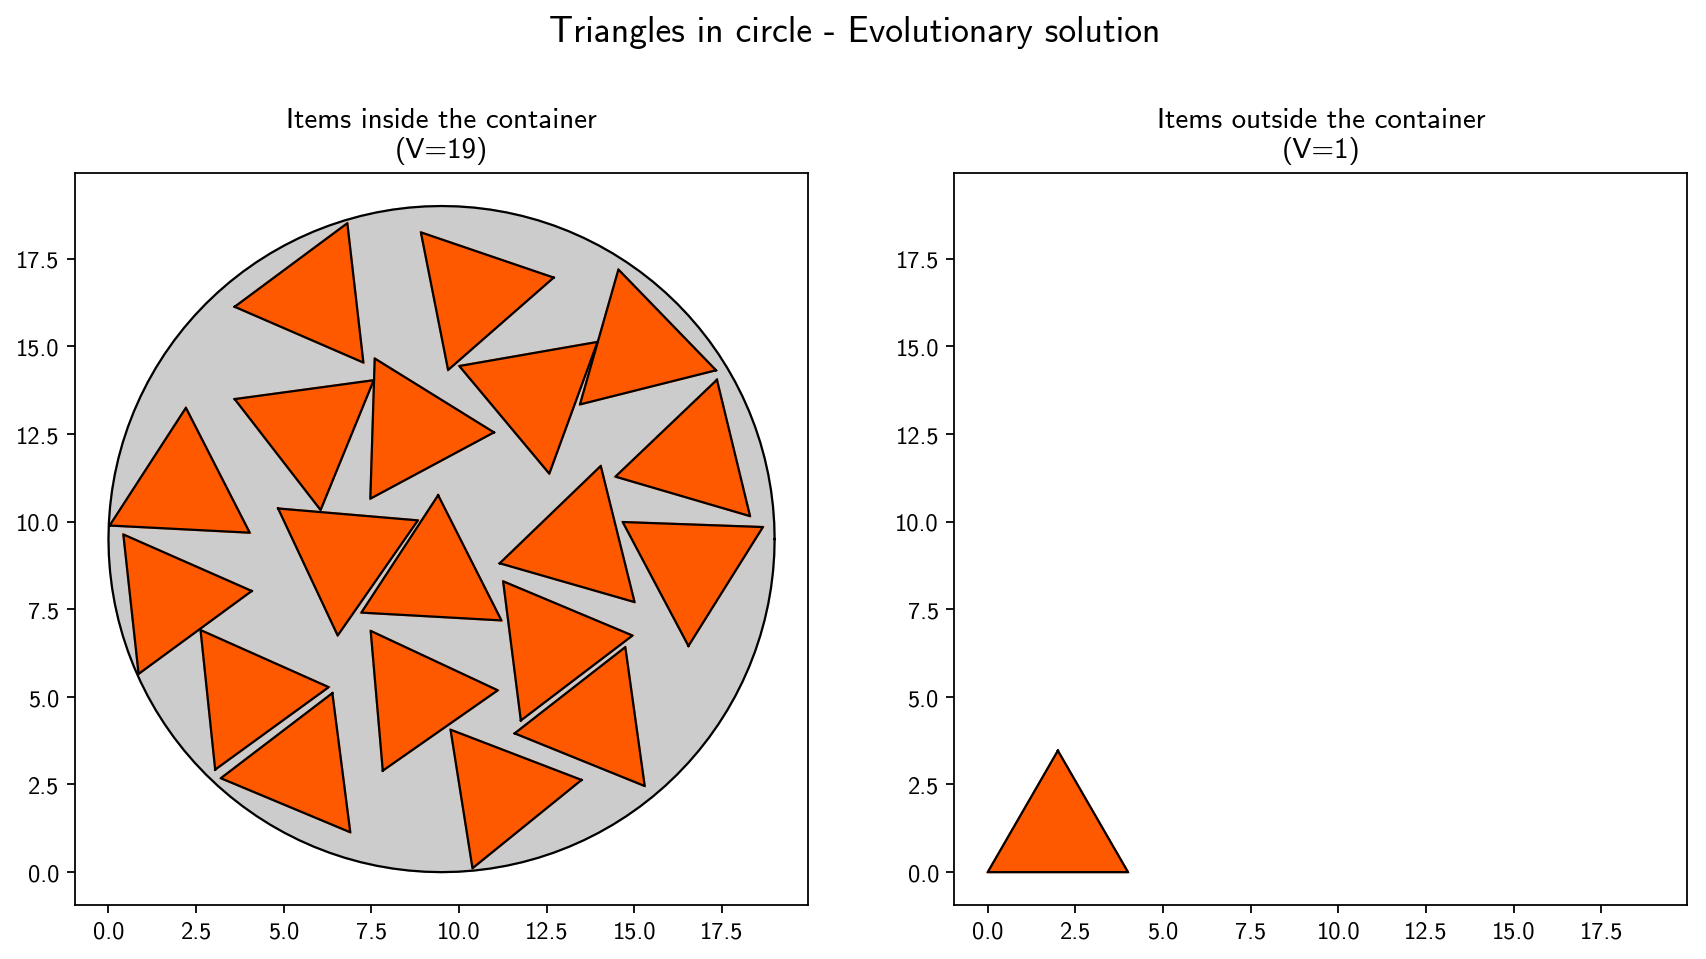 Triangles in circle - Evolutionary solution
Items inside the container
(V=19)
17.5
15.0
12.5
10.0
7.5
5.0
2.5
0.0
0.0 2.5 5.0 7.5 10.0 12.5 15.0 17.5
Items outside the container
(V=1)
17.5
15.0
12.5
10.0
7.5
5.0
2.5
0.0
0.0 2.5 5.0 7.5 10.0 12.5 15.0 17.5